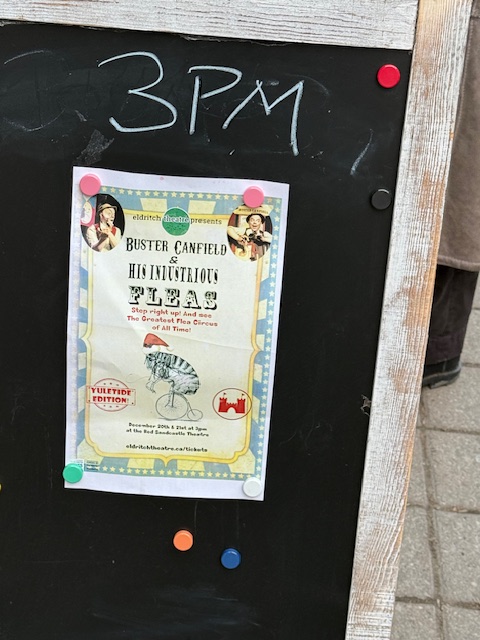 3PM
eldritch theatre presents
BUSTER CANFIELD
&
HIS INDUSTRIOUS
FLEAS
Step right up! And see
The Greatest Flea Circus
of All Time!
YULETIDE
EDITION!
December 20th & 21st at 3pm
at the Red Sandcastle Theatre
eldritchtheatre.ca/tickets